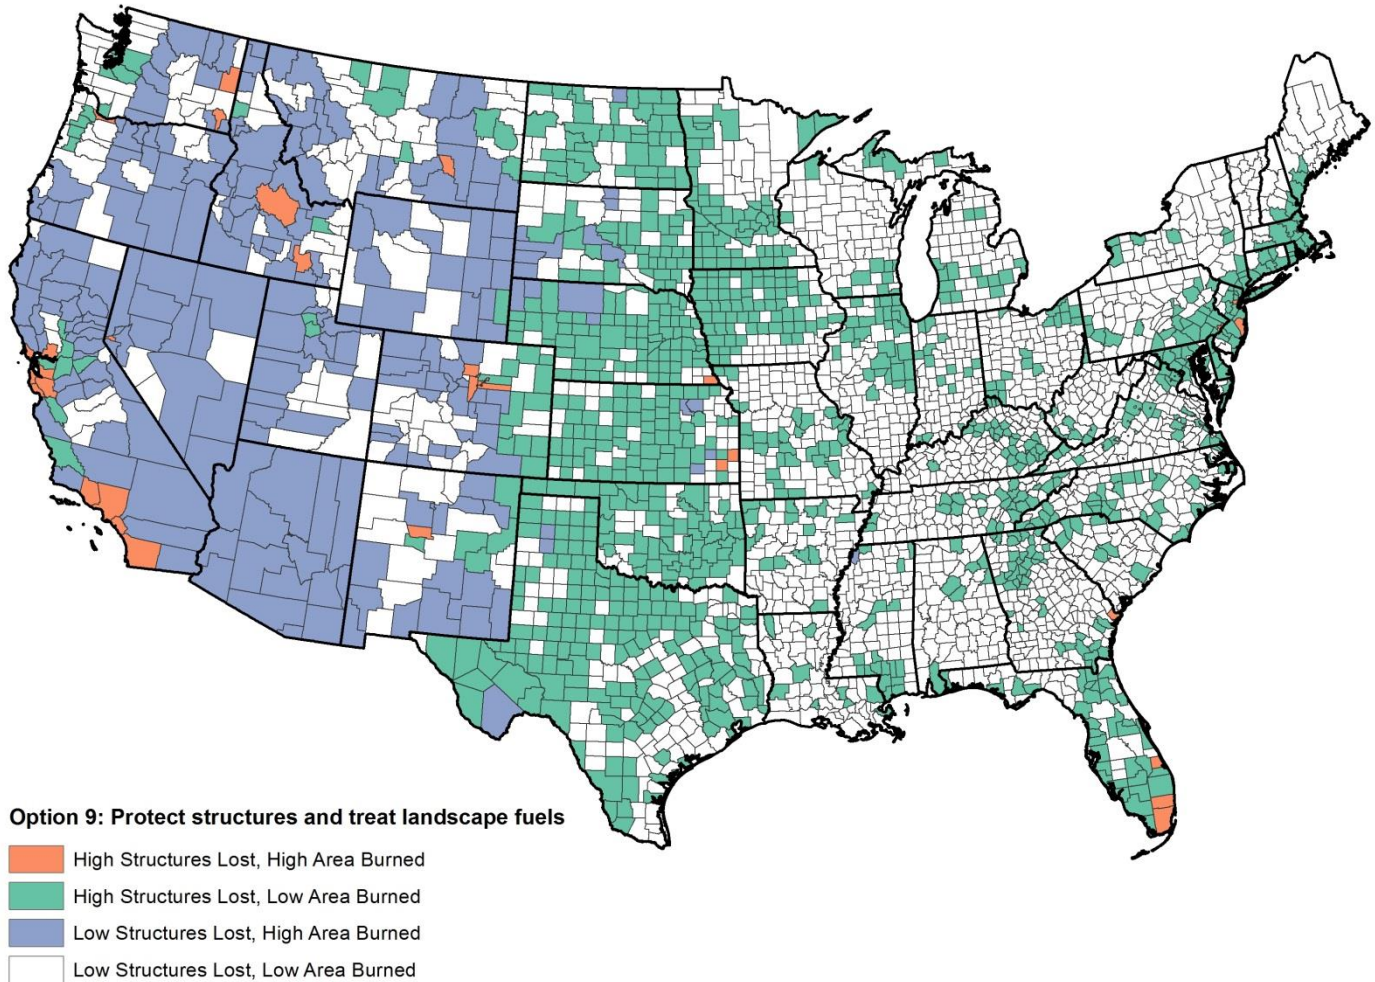 Option 9: Protect structures and treat landscape fuels
High Structures Lost, High Area Burned
High Structures Lost, Low Area Burned
Low Structures Lost, High Area Burned
Low Structures Lost, Low Area Burned